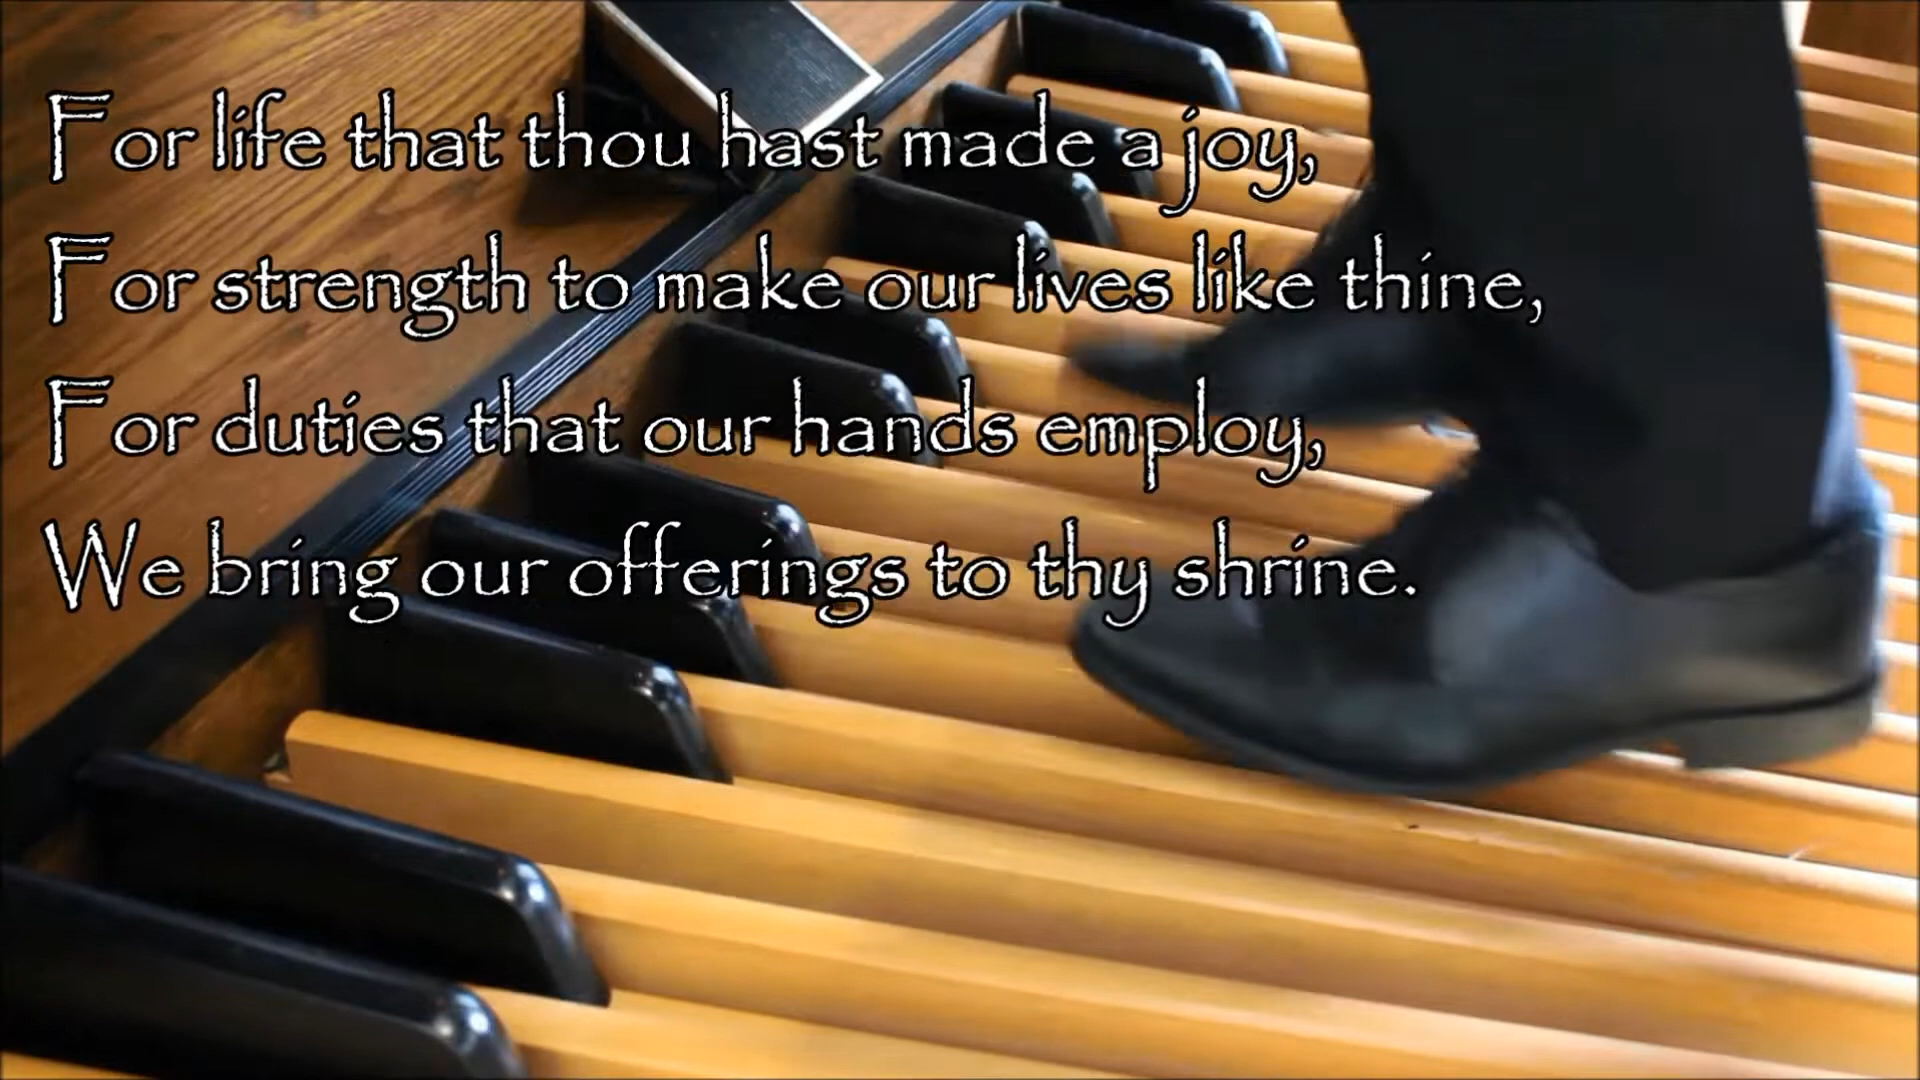 For life that thou hast made a joy,
For strength to make our lives like thine,
For duties that our hands employ,
We bring our offerings to thy shrine.